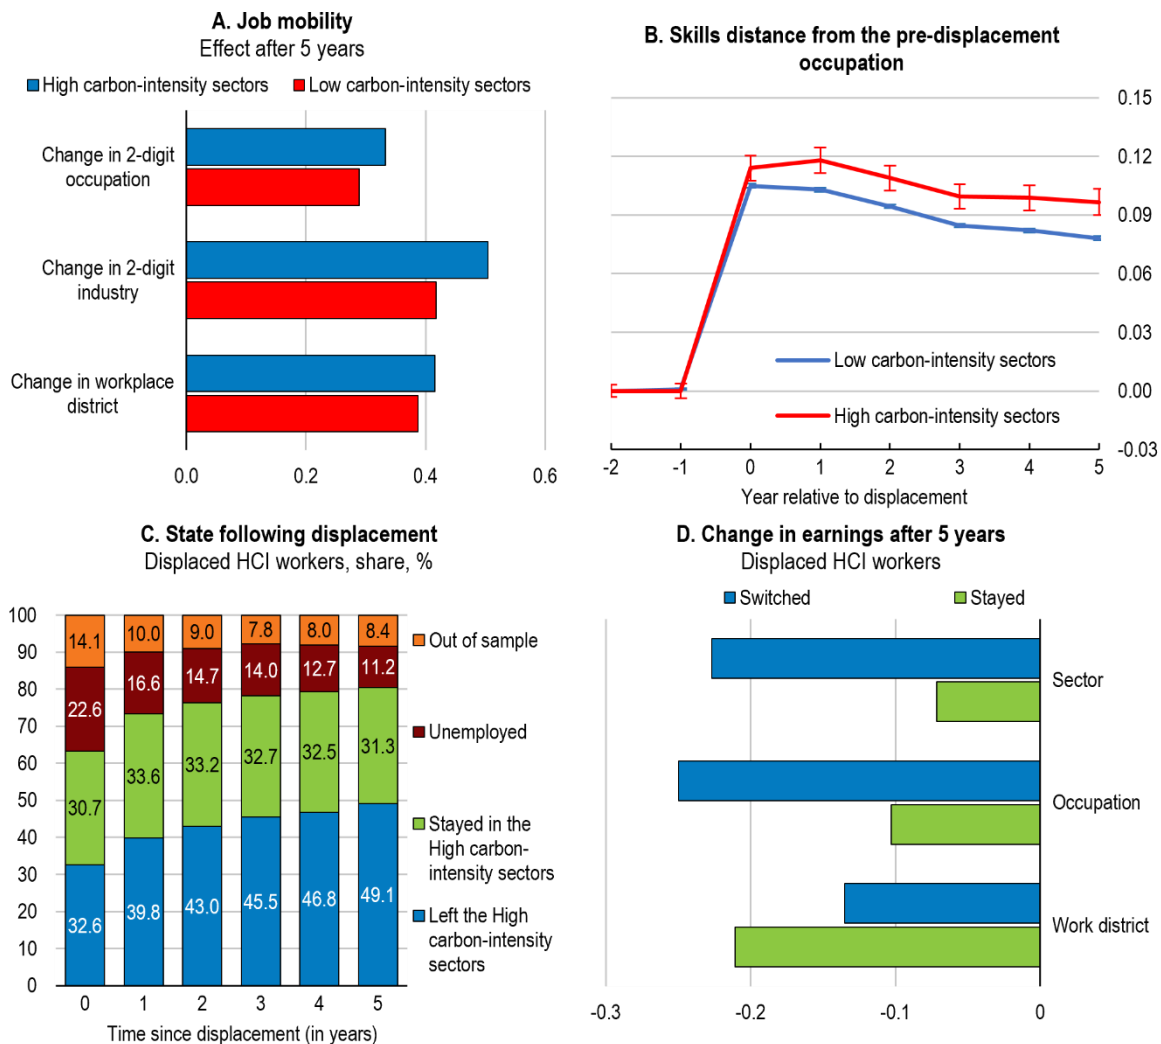 A. Job mobility
Effect after 5 years
High carbon-intensity sectors
Low carbon-intensity sectors
Change in 2-digit
occupation
Change in 2-digit
industry
Change in workplace
district
0.0
0.2
0.4
0.6
B. Skills distance from the pre-displacement
occupation
0.15
0.12
0.09
0.06
0.03
0.00
-0.03
Low carbon-intensity sectors
High carbon-intensity sectors
-2
-1
0
1
2
3
4
5
Year relative to displacement
C. State following displacement
Displaced HCI workers, share, %
100
90
80
70
60
50
40
30
20
10
0
14.1
10.0
9.0
7.8
8.0
8.4
22.6
16.6
14.7
14.0
12.7
11.2
30.7
33.6
33.2
32.7
32.5
31.3
32.6
39.8
43.0
45.5
46.8
49.1
Out of sample
Unemployed
Stayed in the
High carbon-
intensity sectors
Left the High
carbon-intensity
sectors
0
1
2
3
4
5
Time since displacement (in years)
D. Change in earnings after 5 years
Displaced HCI workers
Switched
Stayed
Sector
Occupation
Work district
-0.3
-0.2
-0.1
0